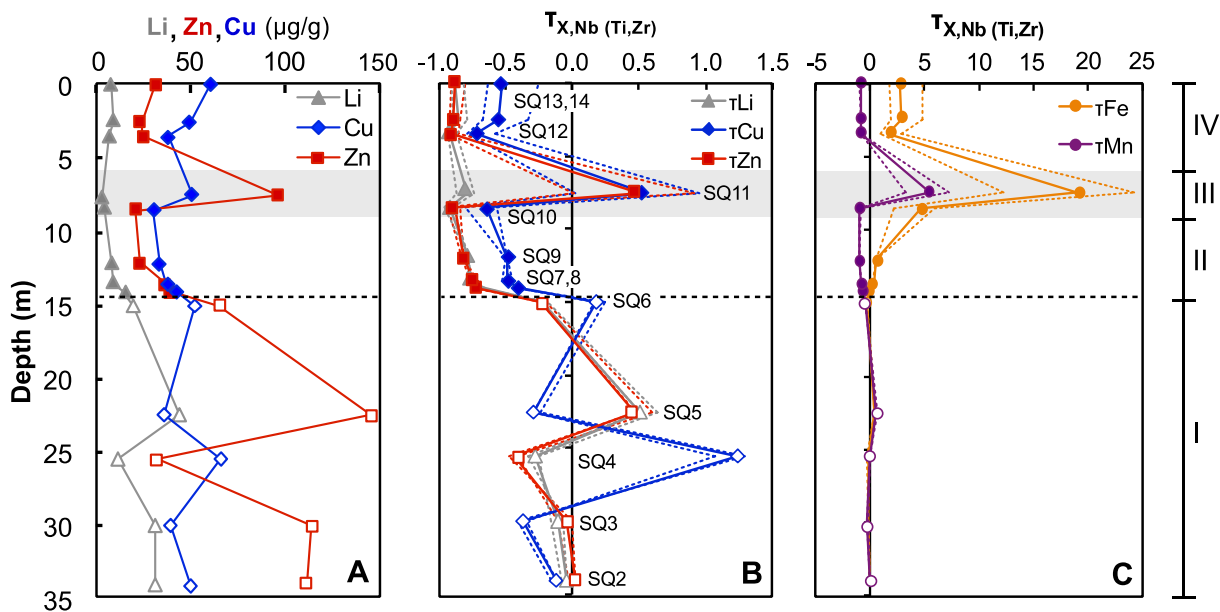 Li, Zn, Cu (µg/g)
0 50 100 150
0
5
10
15
20
25
30
35
Depth (m)
Li
Cu
Zn
A
τX,Nb (Ti,Zr)
-1.0 -0.5 0.0 0.5 1.0 1.5
τLi
τCu
τZn
SQ13,14
SQ12
SQ11
SQ10
SQ9
SQ7,8
SQ6
SQ5
SQ4
SQ3
SQ2
B
τX,Nb (Ti,Zr)
-5 0 5 10 15 20 25
τFe
τMn
C
IV
III
II
I